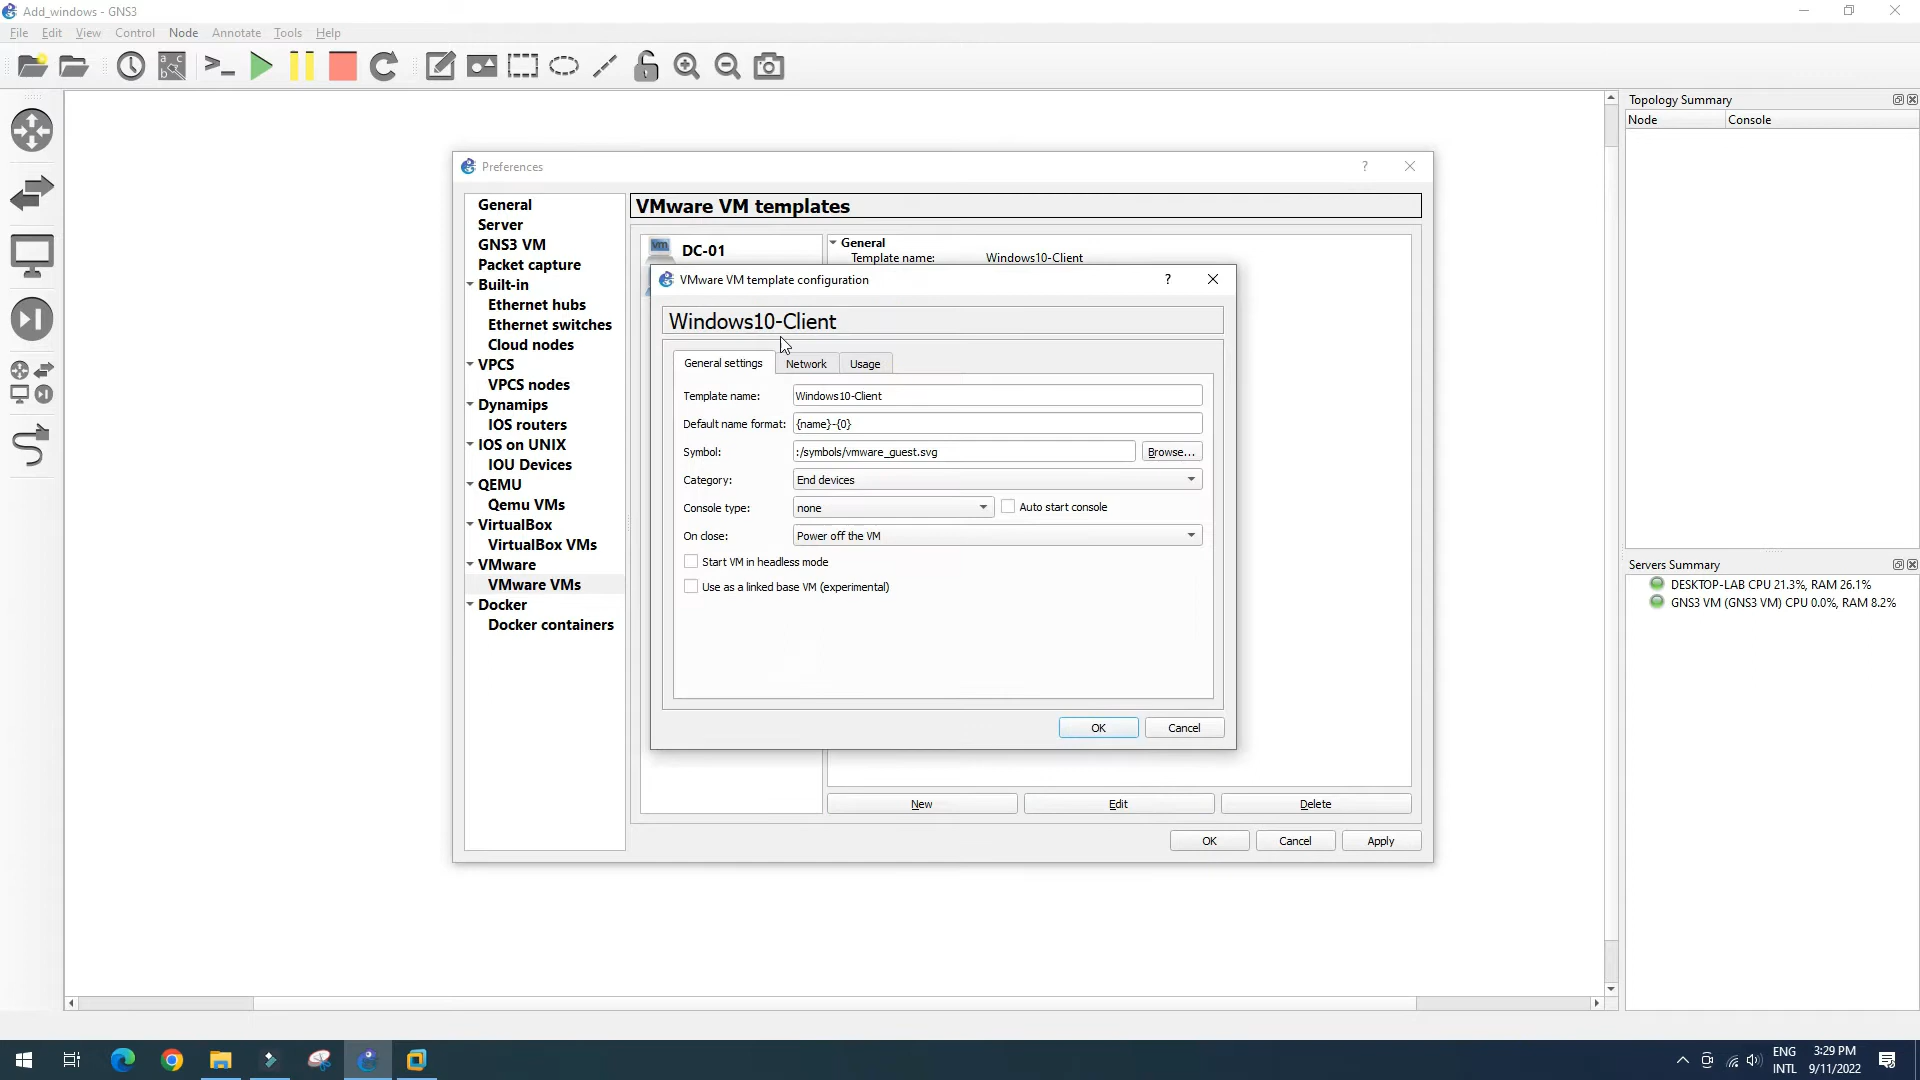 Add_windows - GNS3
File Edit View Control Node Annotate Tools Help
Topology Summary
Node Console
Preferences
?
General
Server
GNS3 VM
Packet capture
Built-in
Ethernet hubs
Ethernet switches
Cloud nodes
VPCS
VPCS nodes
Dynamips
IOS routers
IOS on UNIX
IOU Devices
QEMU
Qemu VMs
VirtualBox
VirtualBox VMs
VMware
VMware VMs
Docker
Docker containers
VMware VM templates
vm DC-01
General
Template name: Windows10-Client
VMware VM template configuration
?
Windows10-Client
General settings Network Usage
Template name: Windows10-Client
Default name format: {name}-{0}
Symbol: :/symbols/vmware_guest.svg Browse...
Category: End devices
Console type: none Auto start console
On close: Power off the VM
Start VM in headless mode
Use as a linked base VM (experimental)
OK Cancel
New Edit Delete
OK Cancel Apply
Servers Summary
DESKTOP-LAB CPU 21.3%, RAM 26.1%
GNS3 VM (GNS3 VM) CPU 0.0%, RAM 8.2%
ENG
INTL
3:29 PM
9/11/2022